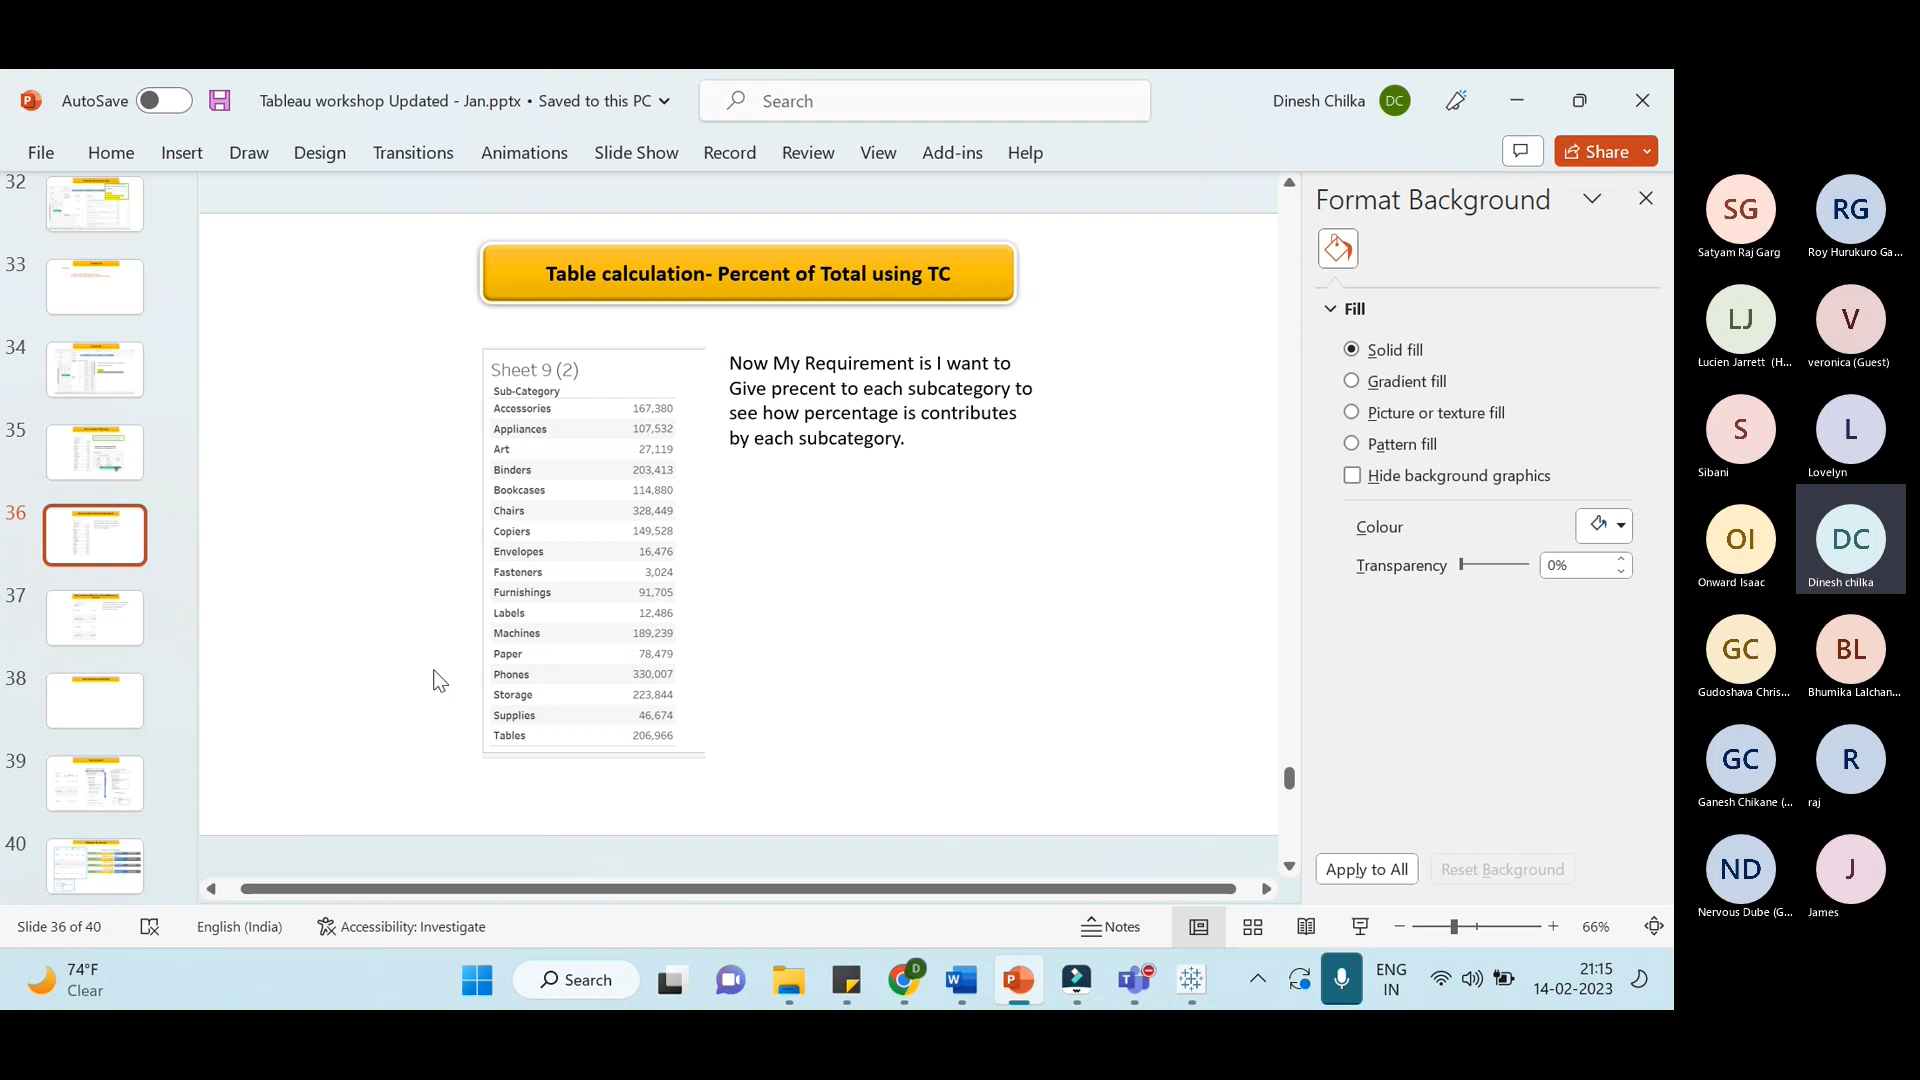 AutoSave
Tableau workshop Updated - Jan.pptx • Saved to this PC
Search
Dinesh Chilka
DC
File Home Insert Draw Design Transitions Animations Slide Show Record Review View Add-ins Help
Share
32
33
34
35
36
37
38
39
40
Table calculation- Percent of Total using TC
Sheet 9 (2)
Sub-Category
Accessories 167,380
Appliances 107,532
Art 27,119
Binders 203,413
Bookcases 114,880
Chairs 328,449
Copiers 149,528
Envelopes 16,476
Fasteners 3,024
Furnishings 91,705
Labels 12,486
Machines 189,239
Paper 78,479
Phones 330,007
Storage 223,844
Supplies 46,674
Tables 206,966
Now My Requirement is I want to
Give precent to each subcategory to
see how percentage is contributes
by each subcategory.
Format Background
Fill
Solid fill
Gradient fill
Picture or texture fill
Pattern fill
Hide background graphics
Colour
Transparency 0%
Apply to All Reset Background
Slide 36 of 40 English (India) Accessibility: Investigate Notes 66%
74°F
Clear
Search
D
ENG
IN
21:15
14-02-2023
SG
Satyam Raj Garg
RG
Roy Hurukuro Ga...
LJ
Lucien Jarrett (H...
V
veronica (Guest)
S
Sibani
L
Lovelyn
OI
Onward Isaac
DC
Dinesh chilka
GC
Gudoshava Chris...
BL
Bhumika Lalchan...
GC
Ganesh Chikane (...
R
raj
ND
Nervous Dube (G...
J
James